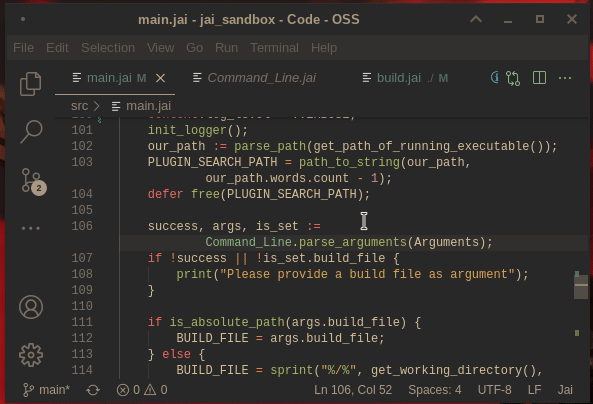 main.jai - jai_sandbox - Code - OSS
File Edit Selection View Go Run Terminal Help
main.jai M Command_Line.jai build.jai ./ M
src > main.jai
101 init_logger();
102 our_path := parse_path(get_path_of_running_executable());
103 PLUGIN_SEARCH_PATH = path_to_string(our_path,
our_path.words.count - 1);
104 defer free(PLUGIN_SEARCH_PATH);
105
106 success, args, is_set :=
Command_Line.parse_arguments(Arguments);
107 if !success || !is_set.build_file {
108 print("Please provide a build file as argument");
109 }
110
111 if is_absolute_path(args.build_file) {
112 BUILD_FILE = args.build_file;
113 } else {
114 BUILD_FILE = sprint("%/%", get_working_directory(),
2
main* 0 0 Ln 106, Col 52 Spaces: 4 UTF-8 LF Jai